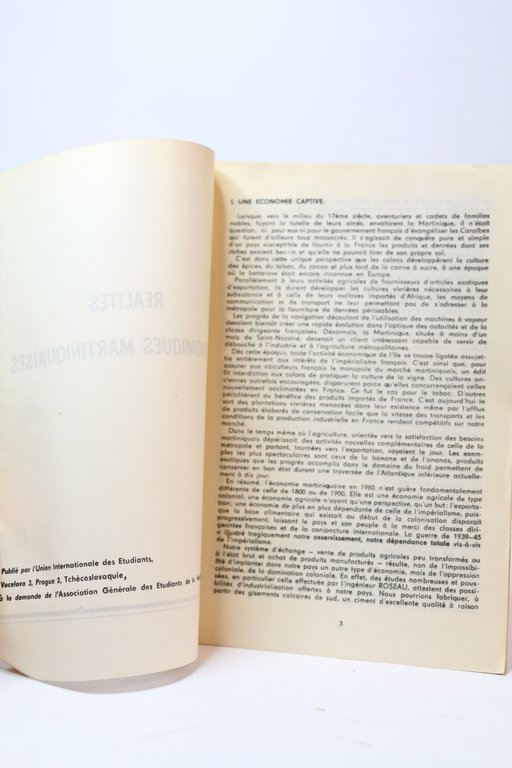 REALITES
NOMIQUES MARTINIQUAISES
Publié par l'Union Internationale des Etudiants,
Vocelova 3, Prague 2, Tchécoslovaquie,
à la demande de l'Association Générale des Etudiants de la
I. UNE ECONOMIE CAPTIVE.
Lorsque, vers le milieu du 17ème siècle, aventuriers et cadets de familles
nobles, fuyant la tutelle de leurs aînés, envahirent la Martinique, il n'était
question, ni pour eux ni pour le gouvernement français d'évangéliser les Caraïbes
qui furent d'ailleurs tous massacrés. Il s'agissait de conquête pure et simple
d'un pays susceptible de fournir à la France les produits et denrées dont ses
riches avaient besoin et qu'elle ne pouvait tirer de son propre sol.
C'est dans cette unique perspective que les colons développèrent la culture
des épices, du tabac, du cacao et plus tard de la canne à sucre, à une époque
où la betterave était encore inconnue en Europe.
Parallèlement à leurs activités agricoles de fournisseurs d'articles exotiques
d'exportation, ils durent développer les cultures vivrières nécessaires à leur
subsistance et à celle de leurs esclaves importés d'Afrique, les moyens de
communication et de transport ne leur permettant pas de s'adresser à la
métropole pour la fourniture de denrées périssables.
Les progrès de la navigation découlant de l'utilisation des machines à vapeur
devaient bientôt créer une rapide évolution dans l'optique des autorités et de la
classe dirigeante françaises. Désormais, la Martinique, située à moins d'un
mois de Saint-Nazaire, devenait un client intéressant capable de servir de
débouché à l'industrie et à l'agriculture métropolitaines.
Dès cette époque, toute l'activité économique de l'île se trouve ligotée assujet-
tie entièrement aux intérêts de l'impérialisme français. C'est ainsi que, pour
assurer aux viticulteurs français le monopole du marché martiniquais, un édit
fit interdiction aux colons de pratiquer la culture de la vigne. Des cultures an-
ciennes autrefois encouragées, disparurent parce qu'elles concurrençaient celles
nouvellement acclimatées en France. Ce fut le cas pour le tabac. D'autres
périclitèrent au bénéfice des produits importés de France. C'est aujourd'hui le
sort des plantations vivrières menacées dans leur existence même par l'afflux
de produits élaborés de conservation facile que la vitesse des transports et les
conditions de la production industrielle en France rendent compétitifs sur notre
marché.
Dans le temps même où l'agriculture, orientée vers la satisfaction des besoins
martiniquais dépérissait, des activités nouvelles complémentaires de celle de la
métropole et partant, tournées vers l'exportation, voyaient le jour. Les exem-
ples les plus spectaculaires sont ceux de la banane et de l'ananas, produits
exotiques que les progrès accomplis dans le domaine du froid permettent de
conserver en bon état durant une traversée de l'Atlantique inférieure actuelle-
ment à dix jour.
En résumé, l'économie martiniquaise en 1960 n'est guère fondamentalement
différente de celle de 1800 ou de 1900. Elle est une économie agricole de type
colonial, une économie agricole n'ayant qu'une perspective, qu'un but: l'exporta-
tion; une économie de plus en plus dépendante de celle de l'impérialisme, puis-
que la base alimentaire qui existait au début de la colonisation disparaît
progressivement, laissant le pays et son peuple à la merci des classes diri-
geantes françaises et de la conjoncture internationale. La guerre de 1939-45
a illustré tragiquement notre asservissement, notre dépendance totale vis-à-vis
de l'impérialisme.
Notre système d'échange – vente de produits agricoles peu transformés ou
à l'état brut et achat de produits manufacturés – résulte, non de l'impossibi-
lité d'implanter dans notre pays un autre type d'économie, mais de l'oppression
coloniale, de la domination coloniale. En effet, des études nombreuses et pous-
sées, en particulier celle effectuée par l'ingénieur ROSEAU, attestent des possi-
bilités d'industrialisation offertes à notre pays. Nous pourrions fabriquer, à
partir des gisements calcaires de sud, un ciment d'excellente qualité à raison
3